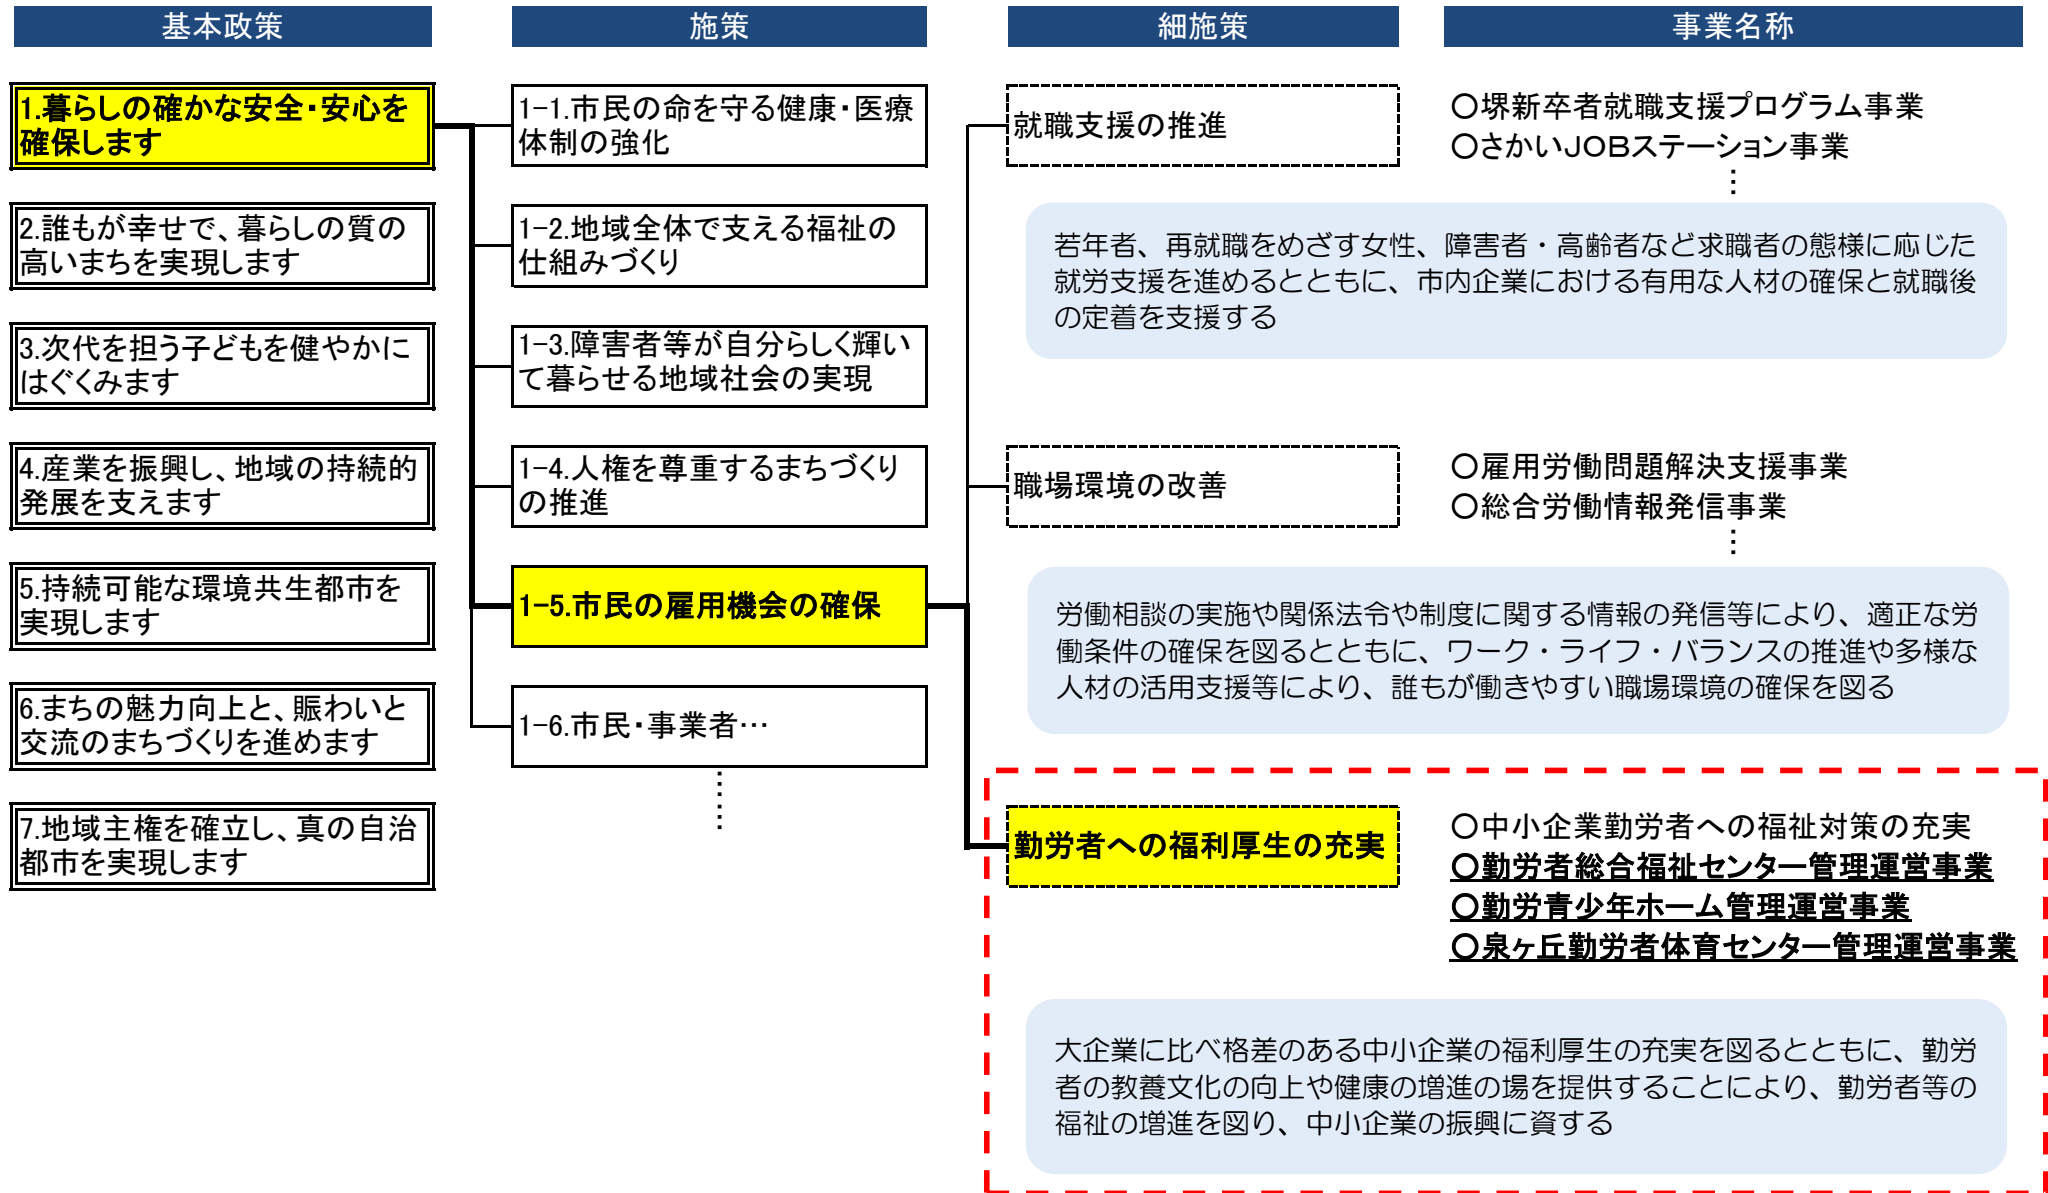 基本政策
施策
細施策
事業名称
1.暮らしの確かな安全・安心を
確保します
2.誰もが幸せで、暮らしの質の
高いまちを実現します
3.次代を担う子どもを健やかに
はぐくみます
4.産業を振興し、地域の持続的
発展を支えます
5.持続可能な環境共生都市を
実現します
6.まちの魅力向上と、賑わいと
交流のまちづくりを進めます
7.地域主権を確立し、真の自治
都市を実現します
1-1.市民の命を守る健康・医療
体制の強化
1-2.地域全体で支える福祉の
仕組みづくり
1-3.障害者等が自分らしく輝い
て暮らせる地域社会の実現
1-4.人権を尊重するまちづくり
の推進
1-5.市民の雇用機会の確保
1-6.市民・事業者…
⋮
就職支援の推進
○堺新卒者就職支援プログラム事業
○さかいJOBステーション事業
⋮
若年者、再就職をめざす女性、障害者・高齢者など求職者の態様に応じた
就労支援を進めるとともに、市内企業における有用な人材の確保と就職後
の定着を支援する
職場環境の改善
○雇用労働問題解決支援事業
○総合労働情報発信事業
⋮
労働相談の実施や関係法令や制度に関する情報の発信等により、適正な労
働条件の確保を図るとともに、ワーク・ライフ・バランスの推進や多様な
人材の活用支援等により、誰もが働きやすい職場環境の確保を図る
勤労者への福利厚生の充実
○中小企業勤労者への福祉対策の充実
○勤労者総合福祉センター管理運営事業
○勤労青少年ホーム管理運営事業
○泉ヶ丘勤労者体育センター管理運営事業
大企業に比べ格差のある中小企業の福利厚生の充実を図るとともに、勤労
者の教養文化の向上や健康の増進の場を提供することにより、勤労者等の
福祉の増進を図り、中小企業の振興に資する